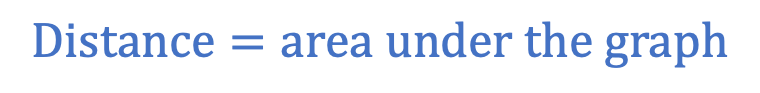 Distance = area under the graph